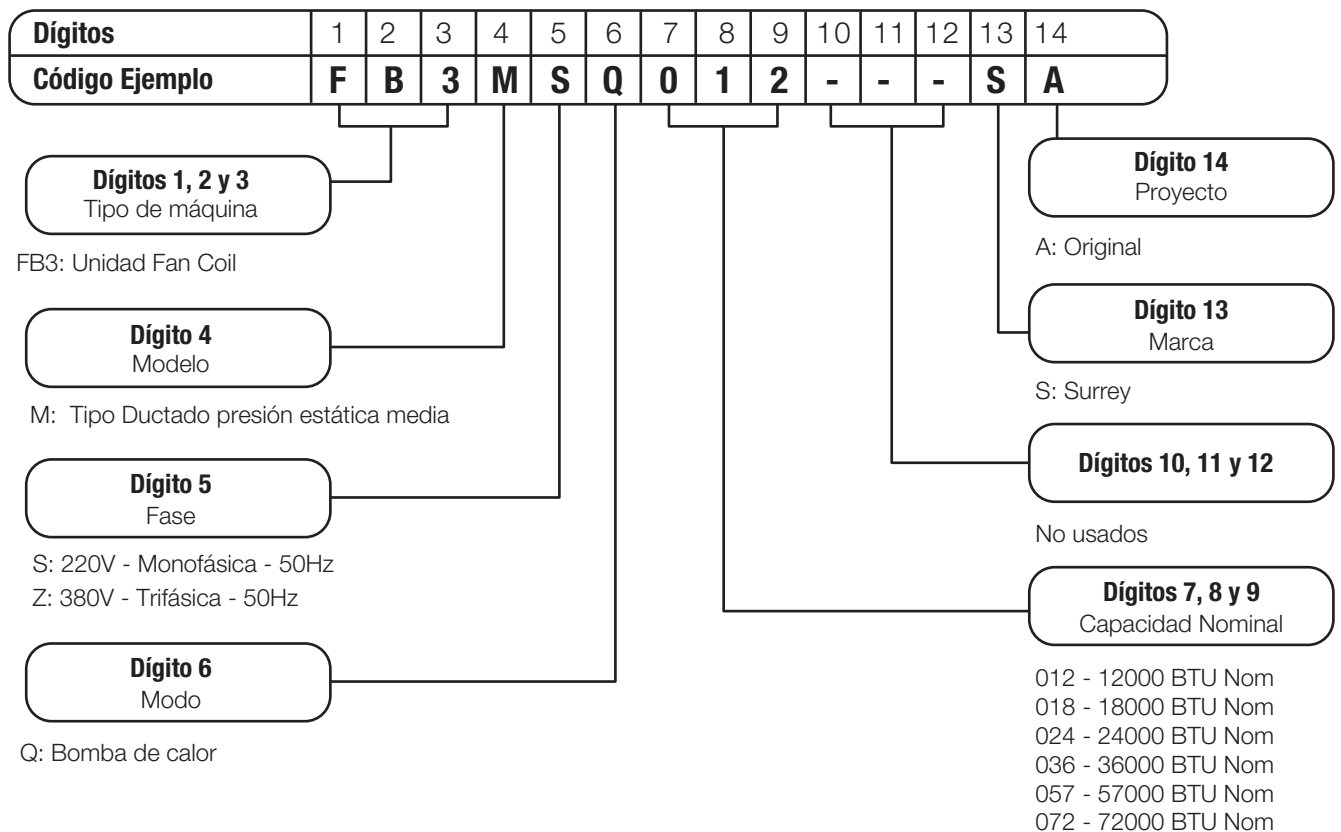 Dígitos 1 2 3 4 5 6 7 8 9 10 11 12 13 14
Código Ejemplo F B 3 M S Q 0 1 2 - - - S A
Dígitos 1, 2 y 3
Tipo de máquina
FB3: Unidad Fan Coil
Dígito 4
Modelo
M: Tipo Ductado presión estática media
Dígito 5
Fase
S: 220V - Monofásica - 50Hz
Z: 380V - Trifásica - 50Hz
Dígito 6
Modo
Q: Bomba de calor
Dígito 14
Proyecto
A: Original
Dígito 13
Marca
S: Surrey
Dígitos 10, 11 y 12
No usados
Dígitos 7, 8 y 9
Capacidad Nominal
012 - 12000 BTU Nom
018 - 18000 BTU Nom
024 - 24000 BTU Nom
036 - 36000 BTU Nom
057 - 57000 BTU Nom
072 - 72000 BTU Nom